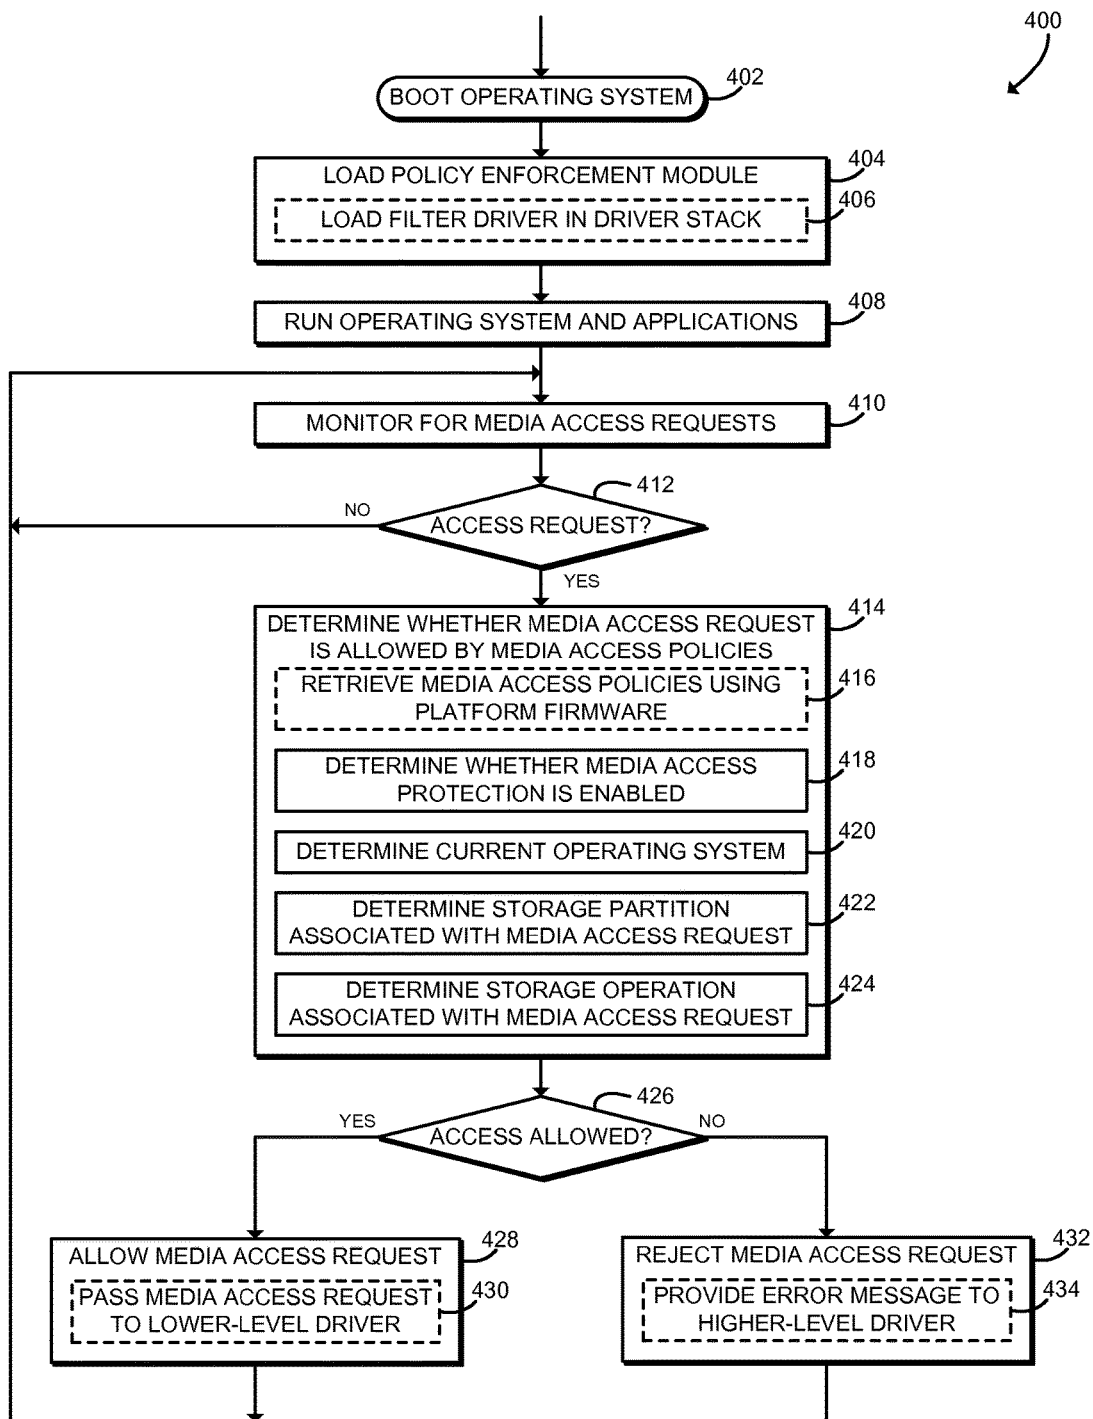 400
BOOT OPERATING SYSTEM
402
LOAD POLICY ENFORCEMENT MODULE
404
LOAD FILTER DRIVER IN DRIVER STACK
406
RUN OPERATING SYSTEM AND APPLICATIONS
408
MONITOR FOR MEDIA ACCESS REQUESTS
410
ACCESS REQUEST?
412
NO
YES
DETERMINE WHETHER MEDIA ACCESS REQUEST
IS ALLOWED BY MEDIA ACCESS POLICIES
414
RETRIEVE MEDIA ACCESS POLICIES USING
PLATFORM FIRMWARE
416
DETERMINE WHETHER MEDIA ACCESS
PROTECTION IS ENABLED
418
DETERMINE CURRENT OPERATING SYSTEM
420
DETERMINE STORAGE PARTITION
ASSOCIATED WITH MEDIA ACCESS REQUEST
422
DETERMINE STORAGE OPERATION
ASSOCIATED WITH MEDIA ACCESS REQUEST
424
ACCESS ALLOWED?
426
YES
NO
ALLOW MEDIA ACCESS REQUEST
428
PASS MEDIA ACCESS REQUEST
TO LOWER-LEVEL DRIVER
430
REJECT MEDIA ACCESS REQUEST
432
PROVIDE ERROR MESSAGE TO
HIGHER-LEVEL DRIVER
434